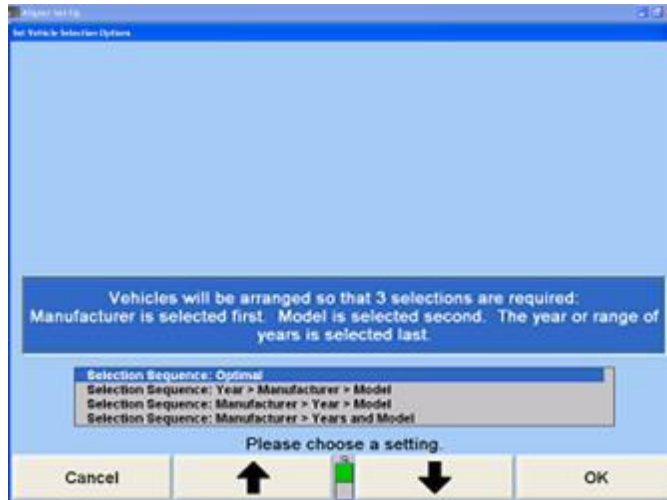 Set Vehicle Selection Options
Vehicles will be arranged so that 3 selections are required:
Manufacturer is selected first. Model is selected second. The year or range of
years is selected last.
Selection Sequence: Optimal
Selection Sequence: Year > Manufacturer > Model
Selection Sequence: Manufacturer > Year > Model
Selection Sequence: Manufacturer > Years and Model
Please choose a setting.
Cancel
OK